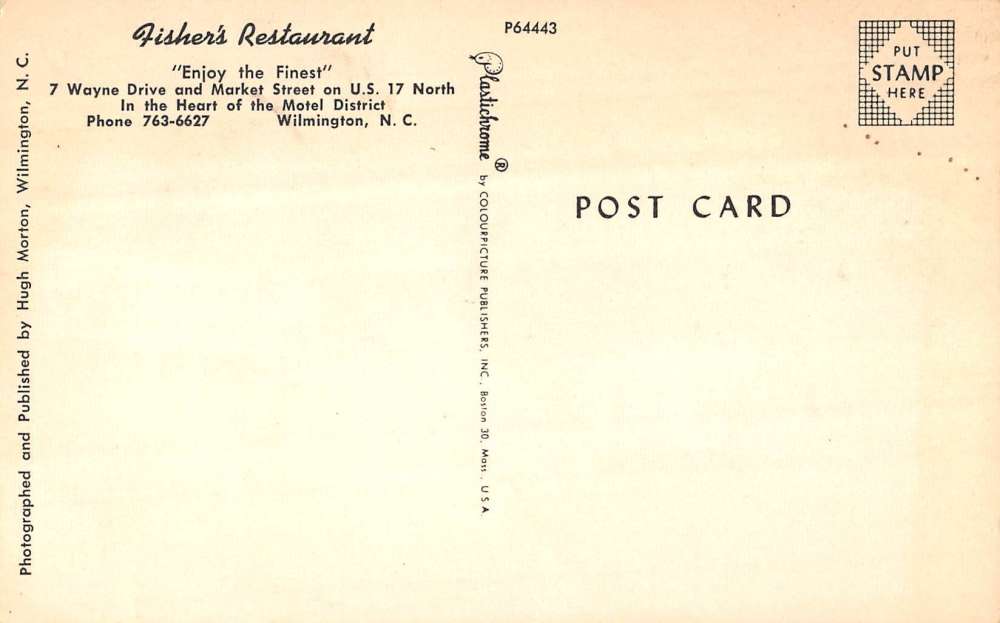 Fisher's Restaurant
"Enjoy the Finest"
7 Wayne Drive and Market Street on U.S. 17 North
In the Heart of the Motel District
Phone 763-6627 Wilmington, N. C.
Photographed and Published by Hugh Morton, Wilmington, N. C.
Plastichrome ® by COLOURPICTURE PUBLISHERS, INC., Boston 30, Mass., U S A
P64443
PUT
STAMP
HERE
POST CARD